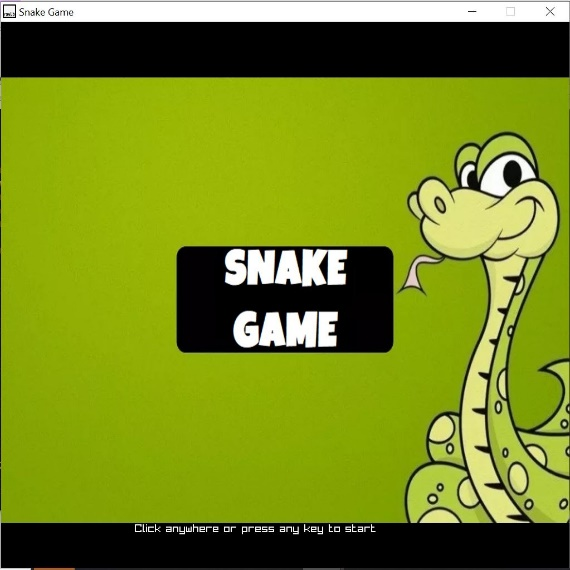 Snake Game
SNAKE
GAME
Click anywhere or press any key to start